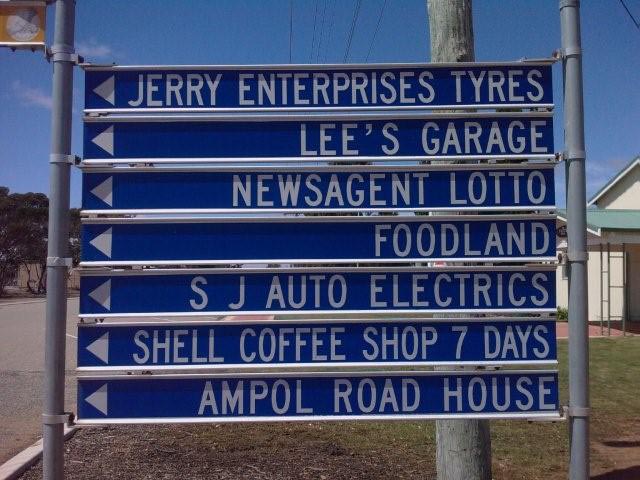 JERRY ENTERPRISES TYRES
LEE'S GARAGE
NEWSAGENT LOTTO
FOODLAND
S J AUTO ELECTRICS
SHELL COFFEE SHOP 7 DAYS
AMPOL ROAD HOUSE